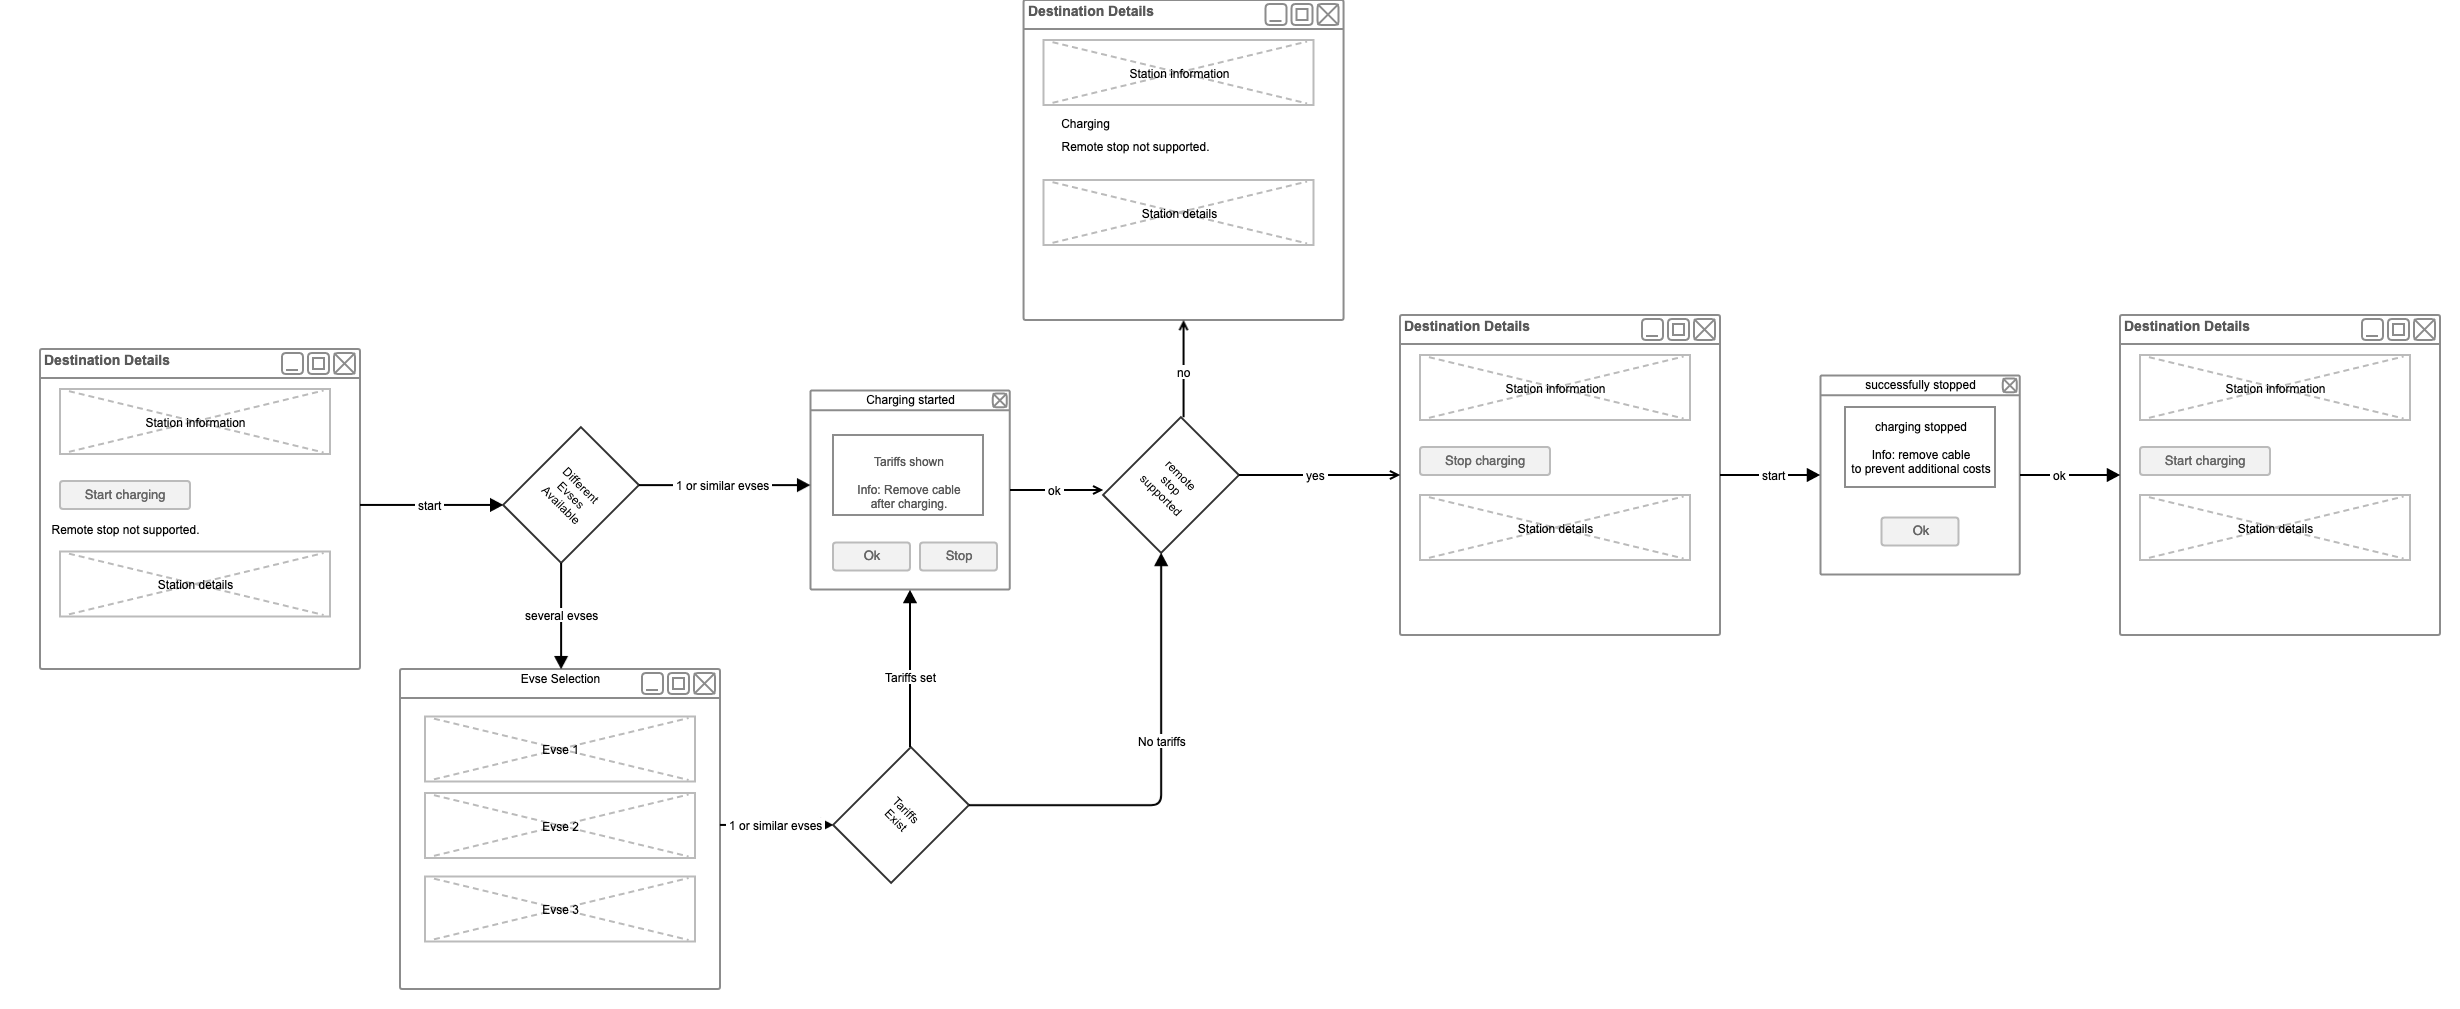 Destination Details
Station information
Charging
Remote stop not supported.
Station details
no
Destination Details
Station information
Start charging
Remote stop not supported.
Station details
start
Different
Evses
Available
1 or similar evses
several evses
Charging started
Tariffs shown
Info: Remove cable
after charging.
Ok
Stop
ok
remote
stop
supported
yes
Destination Details
Station information
Stop charging
Station details
start
successfully stopped
charging stopped
Info: remove cable
to prevent additional costs
Ok
ok
Destination Details
Station information
Start charging
Station details
Evse Selection
Evse 1
Evse 2
Evse 3
1 or similar evses
Tariffs
Exist
Tariffs set
No tariffs